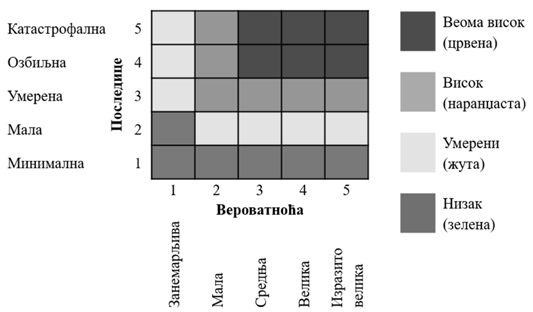 Катастрофална 5
Озбиљна 4
Умерена 3
Мала 2
Минимална 1
Последице
1 2 3 4 5
Вероватноћа
Занемарљива
Мала
Средња
Велика
Изразито
велика
Веома висок
(црвена)
Висок
(наранџаста)
Умерени
(жута)
Низак
(зелена)